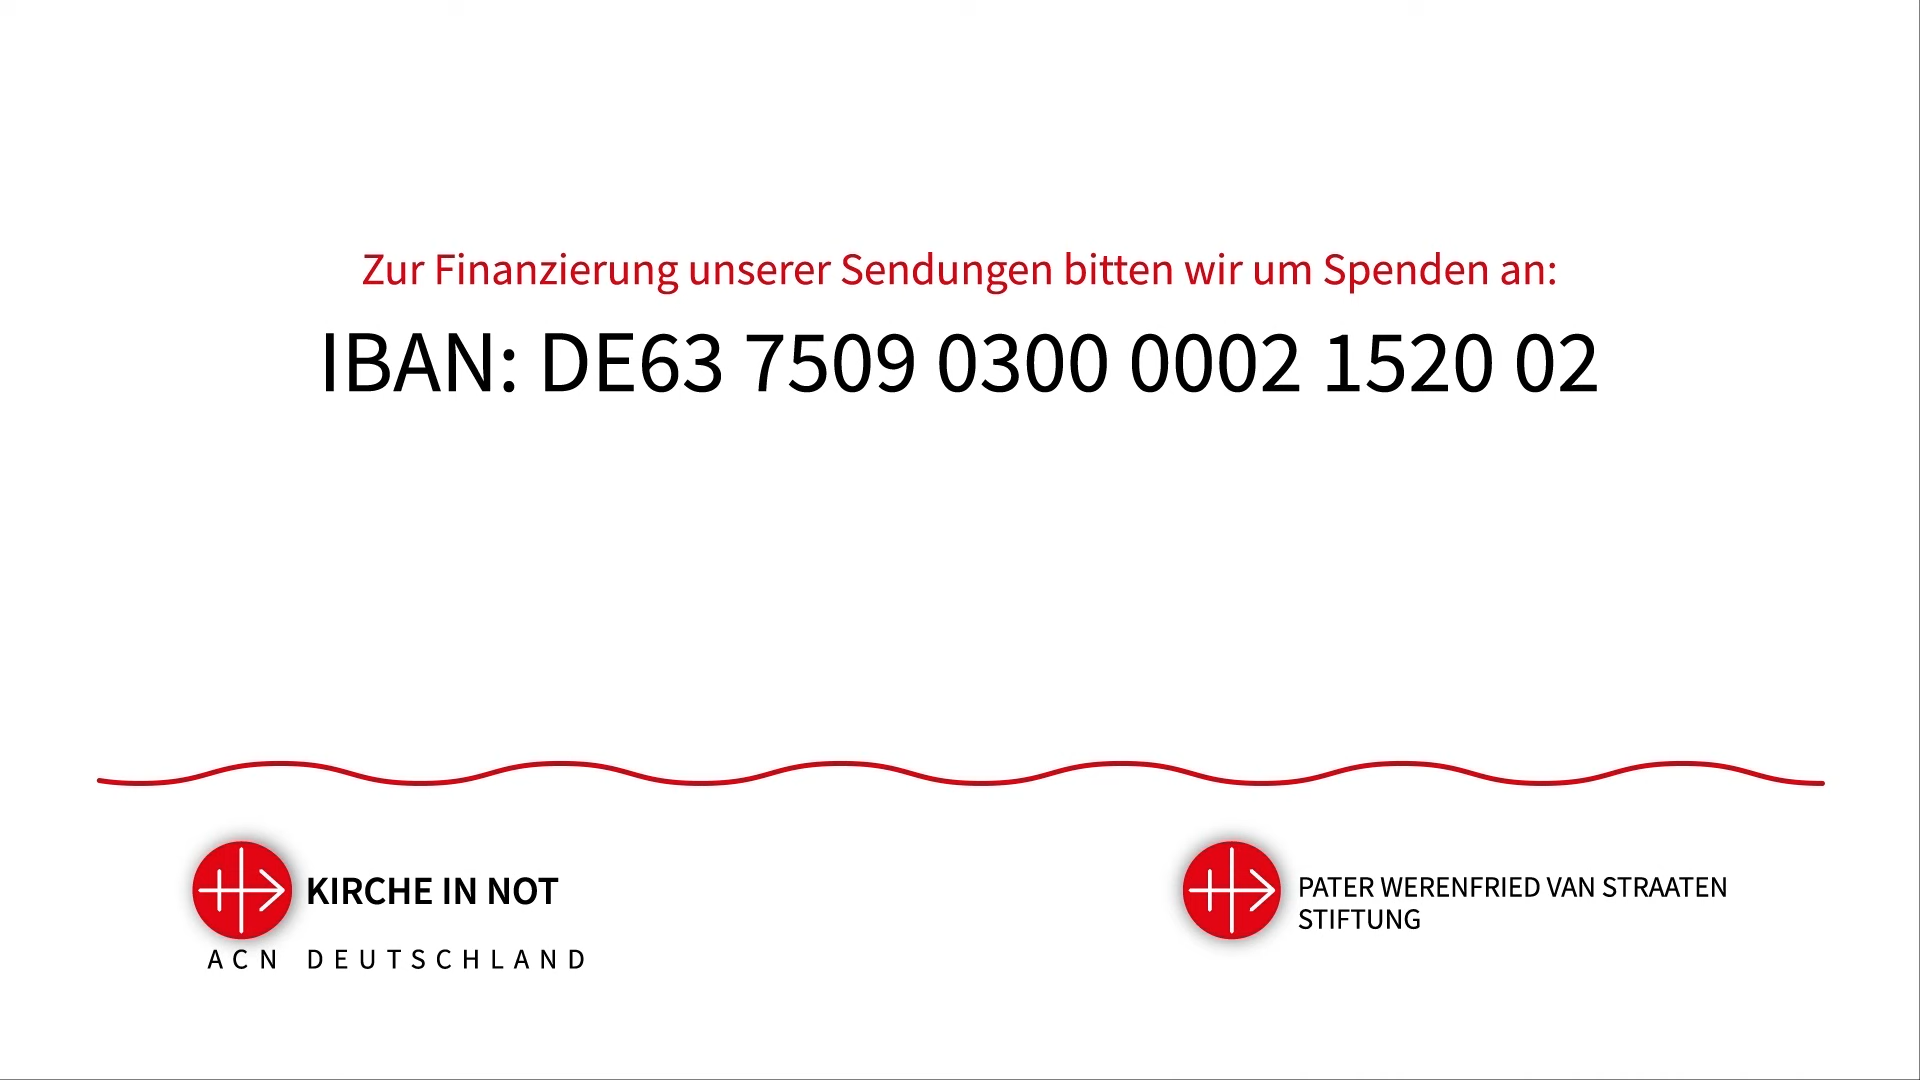 Zur Finanzierung unserer Sendungen bitten wir um Spenden an:
IBAN: DE63 7509 0300 0002 1520 02
KIRCHE IN NOT
ACN DEUTSCHLAND
PATER WERENFRIED VAN STRAATEN
STIFTUNG